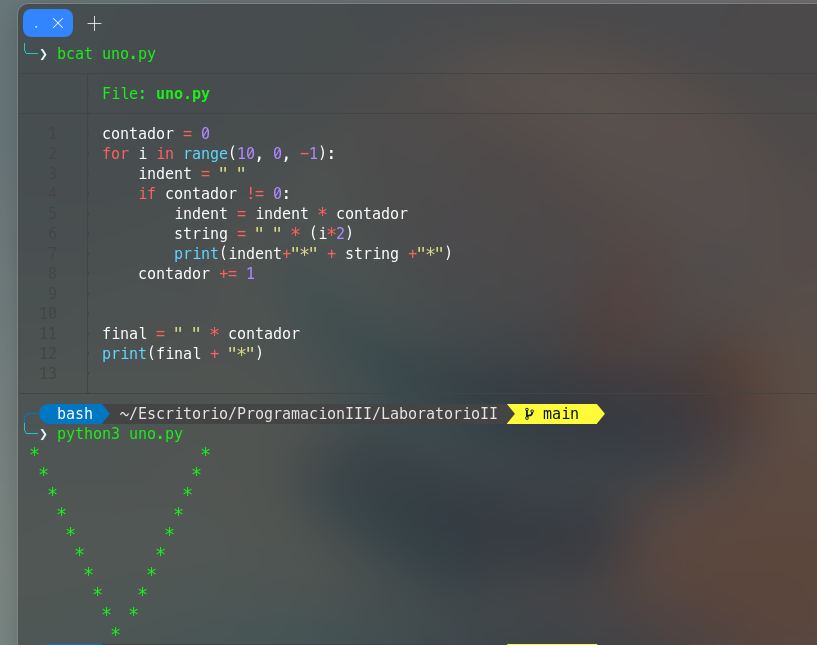 . × +
❯ bcat uno.py
File: uno.py
1 contador = 0
2 for i in range(10, 0, -1):
3     indent = " "
4     if contador != 0:
5         indent = indent * contador
6         string = " " * (i*2)
7         print(indent+"*" + string +"*")
8     contador += 1
9
10
11 final = " " * contador
12 print(final + "*")
13
bash ~/Escritorio/ProgramacionIII/LaboratorioII main
❯ python3 uno.py
 *                  *
  *                *
   *              *
    *            *
     *          *
      *        *
       *      *
        *    *
         *  *
          *